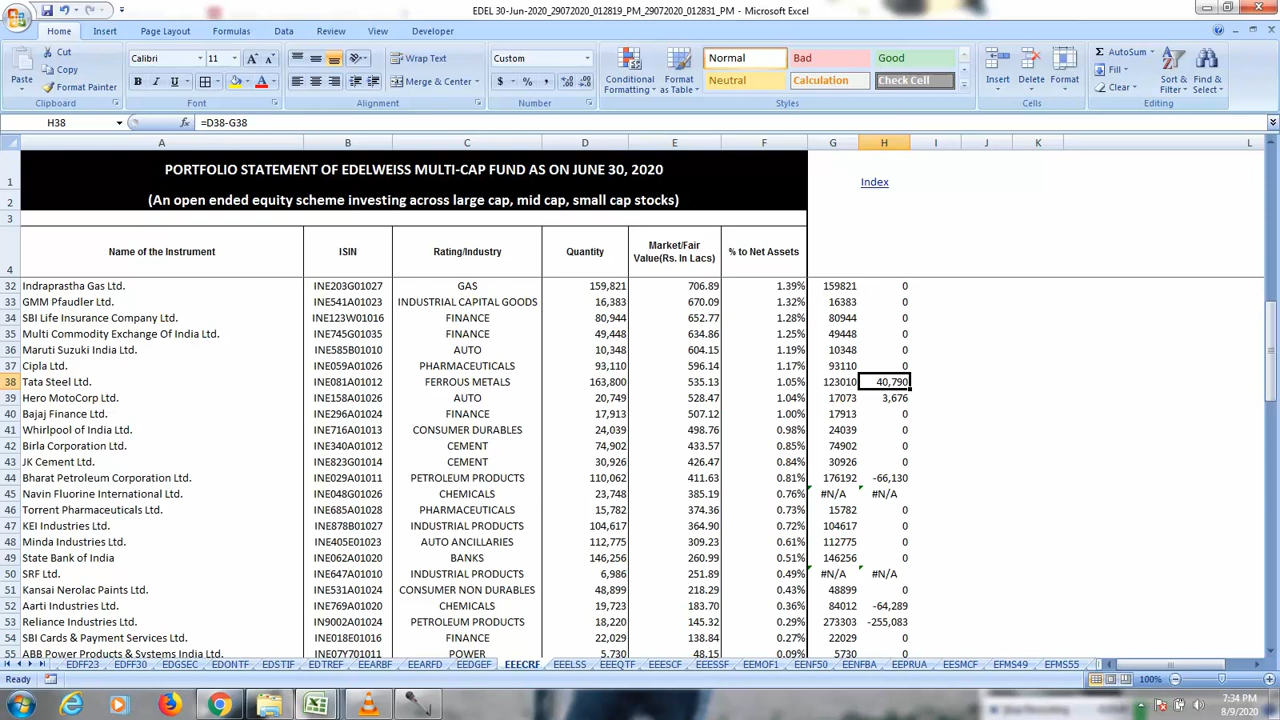 EDEL 30-Jun-2020_29072020_012819_PM_29072020_012831_PM - Microsoft Excel
Home Insert Page Layout Formulas Data Review View Developer
Paste Cut Copy Format Painter Clipboard
Calibri 11 B I U Font
Wrap Text Merge & Center Alignment
Custom $ % , Number
Conditional Formatting Format as Table
Normal Bad Good
Neutral Calculation Check Cell
Styles
Insert Delete Format Cells
AutoSum Fill Clear Sort & Filter Find & Select Editing
H38 fx =D38-G38
A B C D E F G H I J K L
1 PORTFOLIO STATEMENT OF EDELWEISS MULTI-CAP FUND AS ON JUNE 30, 2020 Index
2 (An open ended equity scheme investing across large cap, mid cap, small cap stocks)
3
4 Name of the Instrument ISIN Rating/Industry Quantity Market/Fair Value(Rs. In Lacs) % to Net Assets
32 Indraprastha Gas Ltd. INE203G01027 GAS 159,821 706.89 1.39% 159821 0
33 GMM Pfaudler Ltd. INE541A01023 INDUSTRIAL CAPITAL GOODS 16,383 670.09 1.32% 16383 0
34 SBI Life Insurance Company Ltd. INE123W01016 FINANCE 80,944 652.77 1.28% 80944 0
35 Multi Commodity Exchange Of India Ltd. INE745G01035 FINANCE 49,448 634.86 1.25% 49448 0
36 Maruti Suzuki India Ltd. INE585B01010 AUTO 10,348 604.15 1.19% 10348 0
37 Cipla Ltd. INE059A01026 PHARMACEUTICALS 93,110 596.14 1.17% 93110 0
38 Tata Steel Ltd. INE081A01012 FERROUS METALS 163,800 535.13 1.05% 123010 40,790
39 Hero MotoCorp Ltd. INE158A01026 AUTO 20,749 528.47 1.04% 17073 3,676
40 Bajaj Finance Ltd. INE296A01024 FINANCE 17,913 507.12 1.00% 17913 0
41 Whirlpool of India Ltd. INE716A01013 CONSUMER DURABLES 24,039 498.76 0.98% 24039 0
42 Birla Corporation Ltd. INE340A01012 CEMENT 74,902 433.57 0.85% 74902 0
43 JK Cement Ltd. INE823G01014 CEMENT 30,926 426.47 0.84% 30926 0
44 Bharat Petroleum Corporation Ltd. INE029A01011 PETROLEUM PRODUCTS 110,062 411.63 0.81% 176192 -66,130
45 Navin Fluorine International Ltd. INE048G01026 CHEMICALS 23,748 385.19 0.76% #N/A #N/A
46 Torrent Pharmaceuticals Ltd. INE685A01028 PHARMACEUTICALS 15,782 374.36 0.73% 15782 0
47 KEI Industries Ltd. INE878B01027 INDUSTRIAL PRODUCTS 104,617 364.90 0.72% 104617 0
48 Minda Industries Ltd. INE405E01023 AUTO ANCILLARIES 112,775 309.23 0.61% 112775 0
49 State Bank of India INE062A01020 BANKS 146,256 260.99 0.51% 146256 0
50 SRF Ltd. INE647A01010 INDUSTRIAL PRODUCTS 6,986 251.89 0.49% #N/A #N/A
51 Kansai Nerolac Paints Ltd. INE531A01024 CONSUMER NON DURABLES 48,899 218.29 0.43% 48899 0
52 Aarti Industries Ltd. INE769A01020 CHEMICALS 19,723 183.70 0.36% 84012 -64,289
53 Reliance Industries Ltd. IN9002A01024 PETROLEUM PRODUCTS 18,220 145.32 0.29% 273303 -255,083
54 SBI Cards & Payment Services Ltd. INE018E01016 FINANCE 22,029 138.84 0.27% 22029 0
55 ABB Power Products & Systems India Ltd. INE07Y701011 POWER 5,730 48.15 0.09% 5730 0
EDFF23 EDFF30 EDGSEC EDONTF EDSTIF EDTREF EEARBF EEARFD EEDGEF EEECRF EEELSS EEEQTF EEESCF EEESSF EEMOF1 EENF50 EENFBA EEPRUA EESMCF EFMS49 EFMS55
Ready 100%
7:34 PM
8/9/2020